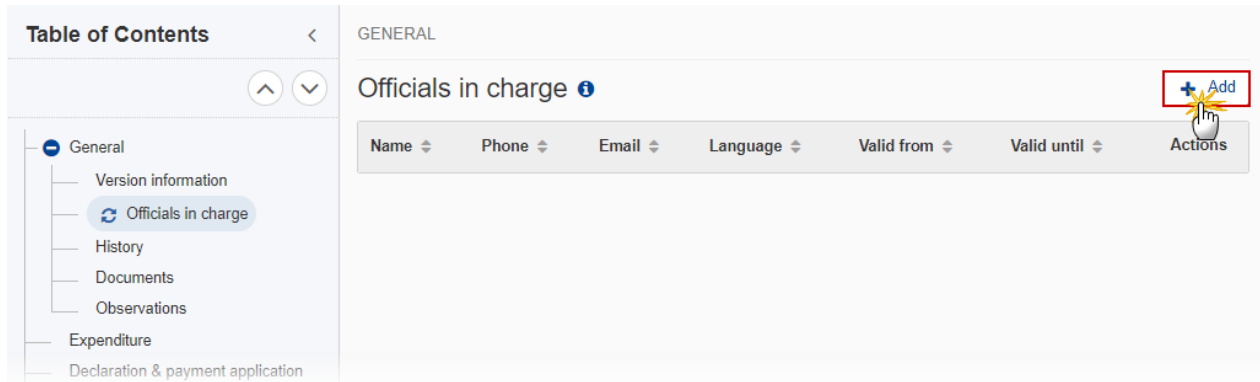 Table of Contents
General
Version information
Officials in charge
History
Documents
Observations
Expenditure
Declaration & payment application
GENERAL
Officials in charge
Add
Name Phone Email Language Valid from Valid until Actions